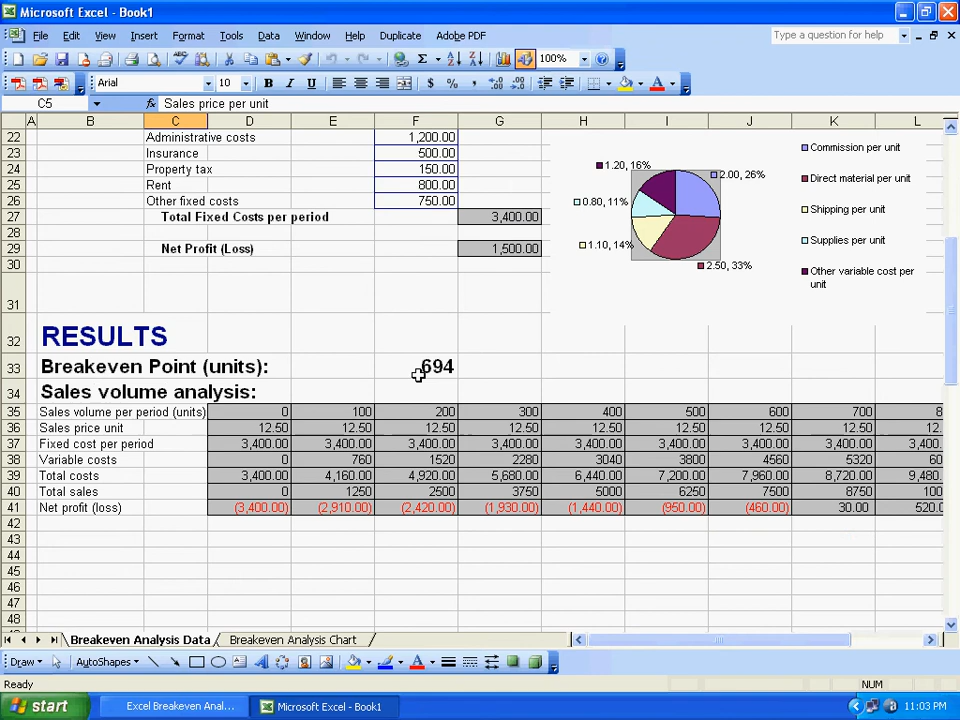 Microsoft Excel - Book1
File Edit View Insert Format Tools Data Window Help Duplicate Adobe PDF
Type a question for help
100%
Arial 10 B I U $ % ,
C5 fx Sales price per unit
A B C D E F G H I J K L
22 Administrative costs 1,200.00
23 Insurance 500.00
24 Property tax 150.00
25 Rent 800.00
26 Other fixed costs 750.00
27 Total Fixed Costs per period 3,400.00
28
29 Net Profit (Loss) 1,500.00
30
31
1.20, 16%
2.00, 26%
0.80, 11%
1.10, 14%
2.50, 33%
Commission per unit
Direct material per unit
Shipping per unit
Supplies per unit
Other variable cost per
unit
32 RESULTS
33 Breakeven Point (units): 694
34 Sales volume analysis:
35 Sales volume per period (units) 0 100 200 300 400 500 600 700 8
36 Sales price unit 12.50 12.50 12.50 12.50 12.50 12.50 12.50 12.50 12.
37 Fixed cost per period 3,400.00 3,400.00 3,400.00 3,400.00 3,400.00 3,400.00 3,400.00 3,400.00 3,400.
38 Variable costs 0 760 1520 2280 3040 3800 4560 5320 60
39 Total costs 3,400.00 4,160.00 4,920.00 5,680.00 6,440.00 7,200.00 7,960.00 8,720.00 9,480.
40 Total sales 0 1250 2500 3750 5000 6250 7500 8750 100
41 Net profit (loss) (3,400.00) (2,910.00) (2,420.00) (1,930.00) (1,440.00) (950.00) (460.00) 30.00 520.0
42
43
44
45
46
47
48
Breakeven Analysis Data Breakeven Analysis Chart
Draw AutoShapes
Ready NUM
start Excel Breakeven Anal... Microsoft Excel - Book1 11:03 PM